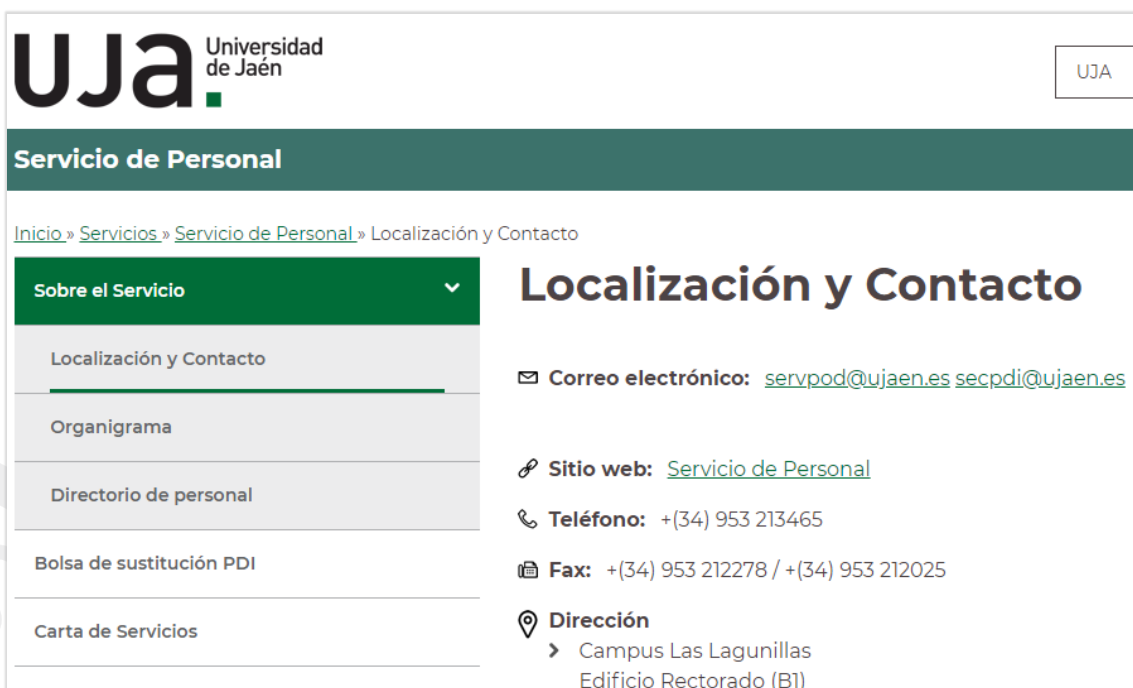 UJa. Universidad
de Jaén
UJA
Servicio de Personal
Inicio » Servicios » Servicio de Personal » Localización y Contacto
Sobre el Servicio
Localización y Contacto
Organigrama
Directorio de personal
Bolsa de sustitución PDI
Carta de Servicios
Localización y Contacto
Correo electrónico: servpod@ujaen.es secpdi@ujaen.es
Sitio web: Servicio de Personal
Teléfono: +(34) 953 213465
Fax: +(34) 953 212278 / +(34) 953 212025
Dirección
Campus Las Lagunillas
Edificio Rectorado (B1)